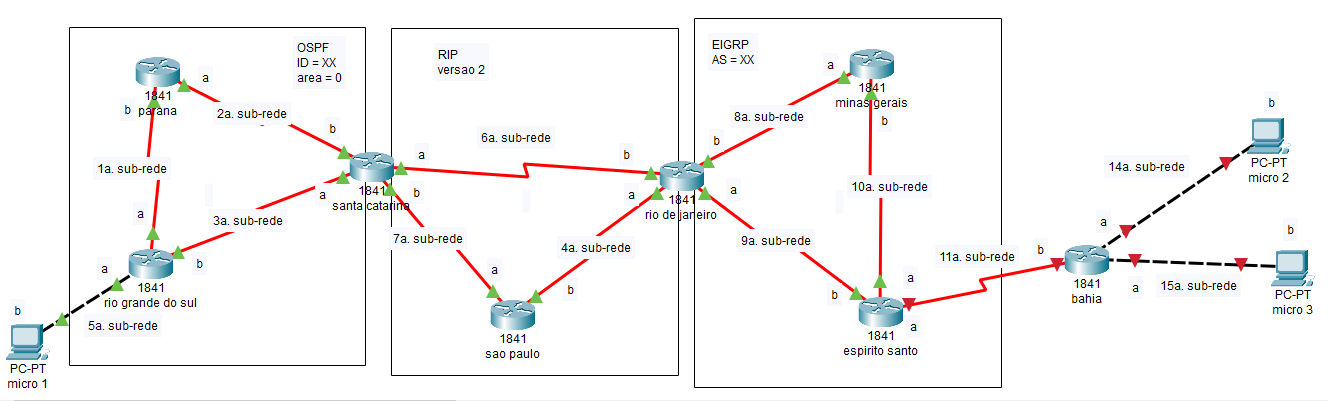 OSPF
ID = XX
area = 0
RIP
versao 2
EIGRP
AS = XX
1841
parana
a
b
2a. sub-rede
b
1a. sub-rede
a
3a. sub-rede
a
b
1841
rio grande do sul
a
b
5a. sub-rede
PC-PT
micro 1
1841
santa catarina
a
b
6a. sub-rede
b
7a. sub-rede
a
4a. sub-rede
a
b
1841
sao paulo
1841
rio de janeiro
b
a
8a. sub-rede
a
1841
minas gerais
b
10a. sub-rede
9a. sub-rede
b
a
a
1841
espirito santo
11a. sub-rede
b
1841
bahia
a
14a. sub-rede
b
PC-PT
micro 2
a
15a. sub-rede
b
PC-PT
micro 3